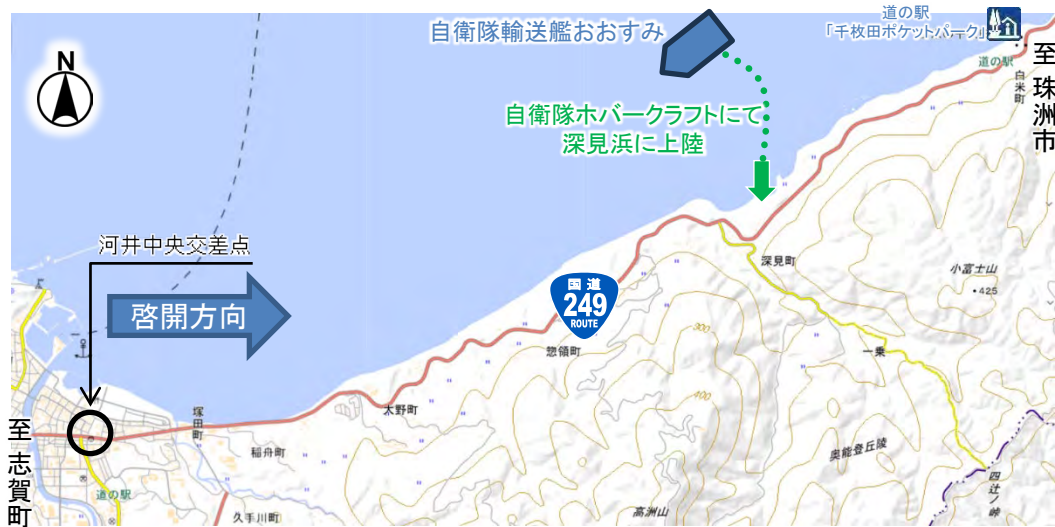 道の駅
「千枚田ポケットパーク」
自衛隊輸送艦おおすみ
N
道の駅
至 珠洲市
白米町
自衛隊ホバークラフトにて
深見浜に上陸
河井中央交差点
深見町
小富士山
・425
国道
249
ROUTE
啓開方向
300
惣領町
一乗
400
大野町
塚田町
至 志賀町
稲舟町
奥能登丘陵
四辻ノ峠
道の駅
久手川町
高洲山